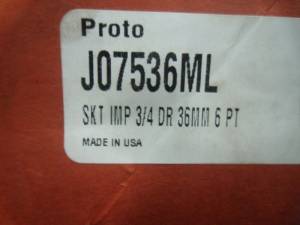 Proto
J07536ML
SKT IMP 3/4 DR 36MM 6 PT
MADE IN USA